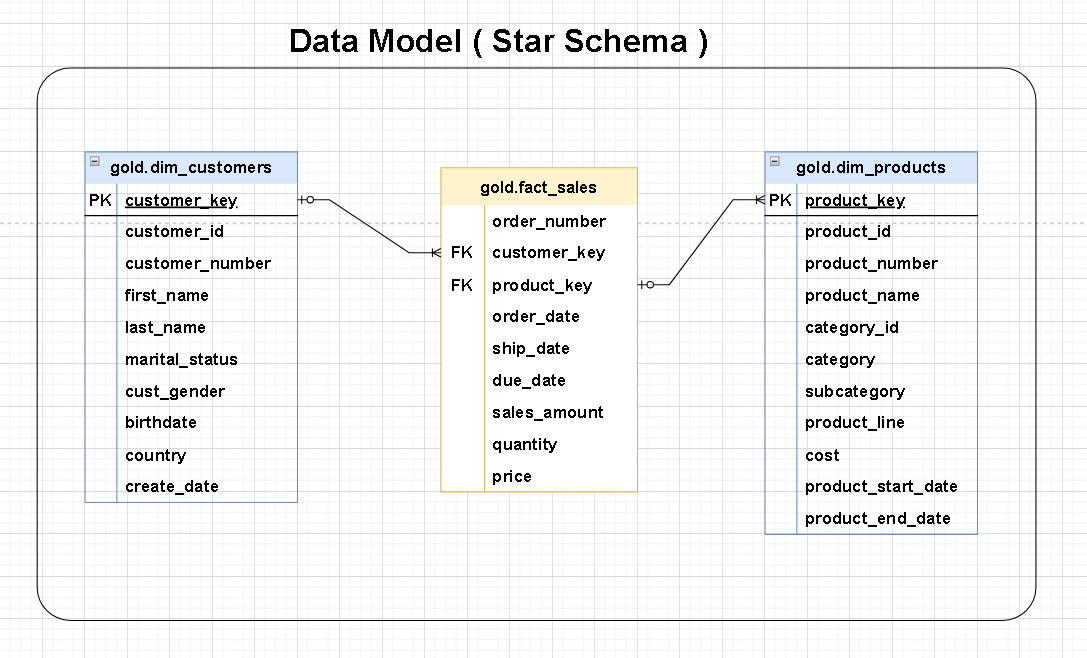 Data Model ( Star Schema )
gold.dim_customers
PK customer_key
customer_id
customer_number
first_name
last_name
marital_status
cust_gender
birthdate
country
create_date
gold.fact_sales
order_number
FK customer_key
FK product_key
order_date
ship_date
due_date
sales_amount
quantity
price
gold.dim_products
PK product_key
product_id
product_number
product_name
category_id
category
subcategory
product_line
cost
product_start_date
product_end_date